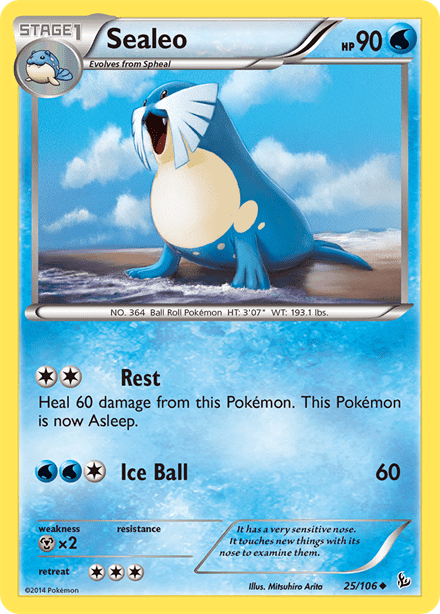 STAGE1
Sealeo
HP 90
Evolves from Spheal
NO. 364 Ball Roll Pokémon HT: 3'07" WT: 193.1 lbs.
Rest
Heal 60 damage from this Pokémon. This Pokémon
is now Asleep.
Ice Ball 60
weakness resistance
×2
It has a very sensitive nose.
It touches new things with its
nose to examine them.
retreat
©2014 Pokémon Illus. Mitsuhiro Arito 25/106